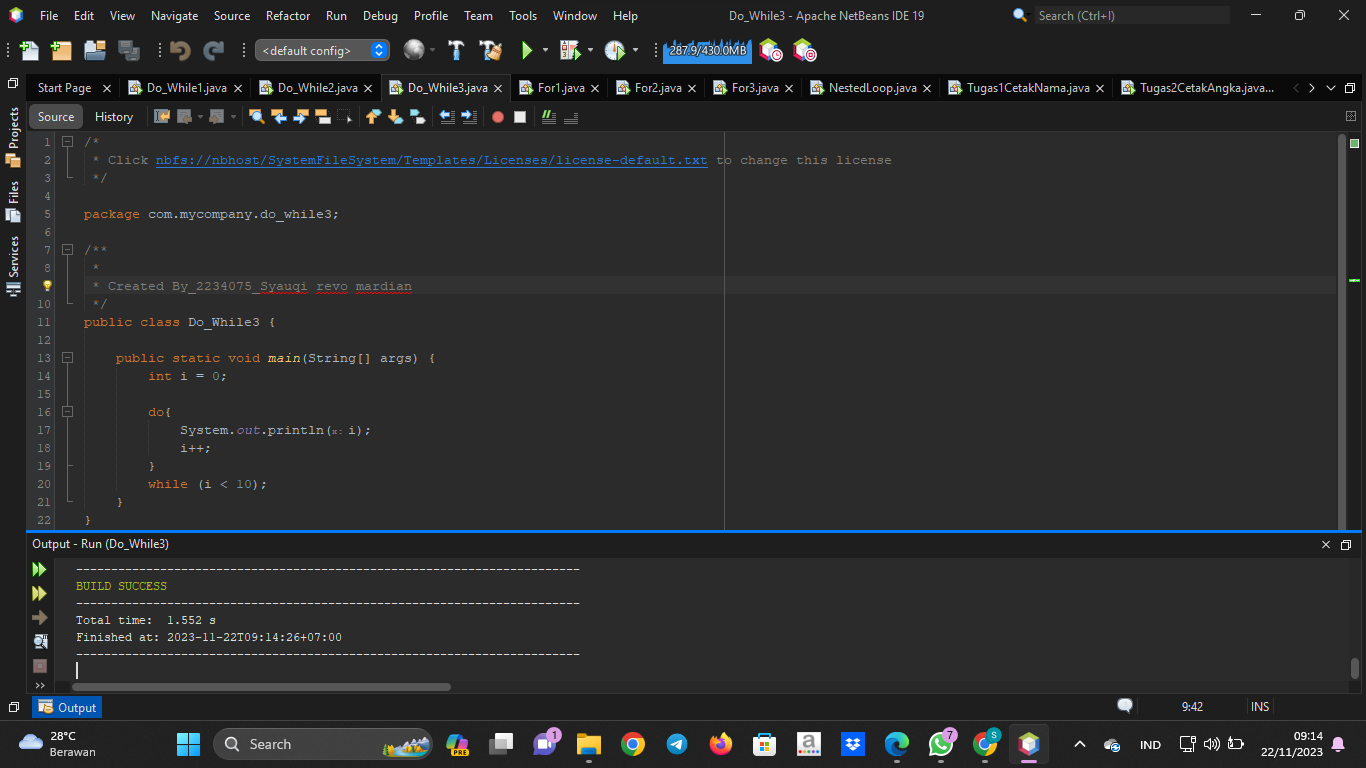 File Edit View Navigate Source Refactor Run Debug Profile Team Tools Window Help Do_While3 - Apache NetBeans IDE 19 Search (Ctrl+I)
<default config> 287.9/430.0MB
Start Page Do_While1.java Do_While2.java Do_While3.java For1.java For2.java For3.java NestedLoop.java Tugas1CetakNama.java Tugas2CetakAngka.java...
Source History
Projects
Files
Services
1 /*
2 * Click nbfs://nbhost/SystemFileSystem/Templates/Licenses/license-default.txt to change this license
3 */
4
5 package com.mycompany.do_while3;
6
7 /**
8 *
* Created By_2234075_Syauqi revo mardian
10 */
11 public class Do_While3 {
12
13 public static void main(String[] args) {
14 int i = 0;
15
16 do{
17 System.out.println(x: i);
18 i++;
19 }
20 while (i < 10);
21 }
22 }
Output - Run (Do_While3)
------------------------------------------------------------------------
BUILD SUCCESS
------------------------------------------------------------------------
Total time: 1.552 s
Finished at: 2023-11-22T09:14:26+07:00
------------------------------------------------------------------------
Output 9:42 INS
28°C
Berawan
Search
PRE
1
a
7
S
IND
09:14
22/11/2023